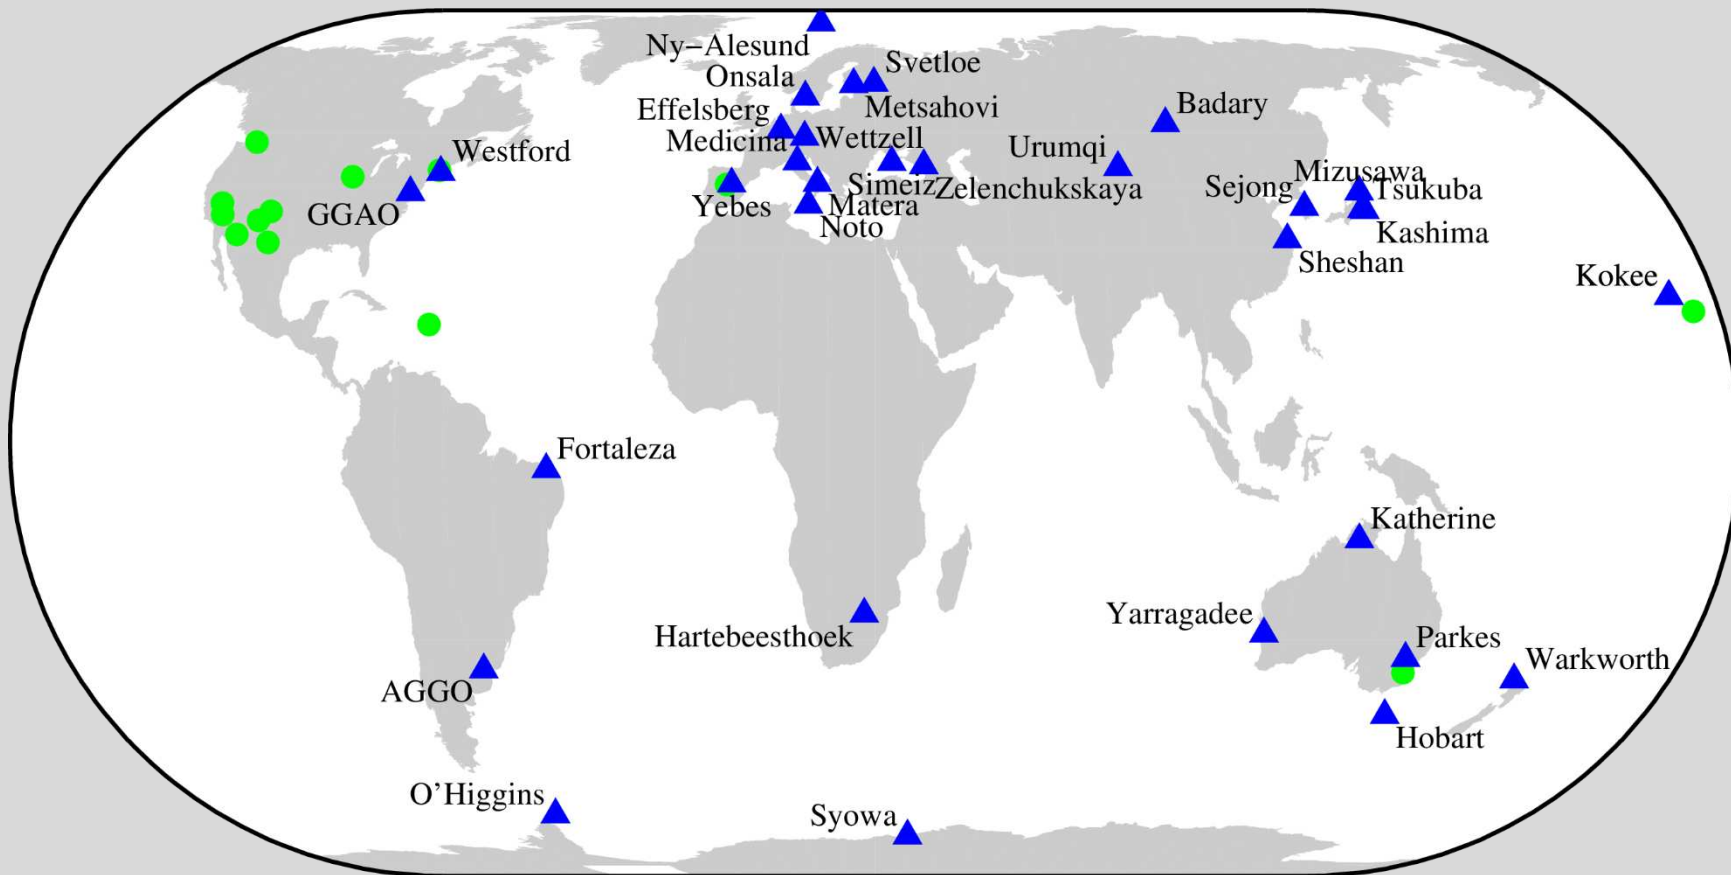 Ny−Alesund
Svetloe
Onsala
Metsahovi
Effelsberg
Badary
Medicina
Wettzell
Westford
Urumqi
Mizusawa
Simeiz
Zelenchukskaya
Sejong
Tsukuba
Yebes
Matera
GGAO
Noto
Kashima
Sheshan
Kokee
Fortaleza
Katherine
Yarragadee
Hartebeesthoek
Parkes
Warkworth
AGGO
Hobart
O'Higgins
Syowa